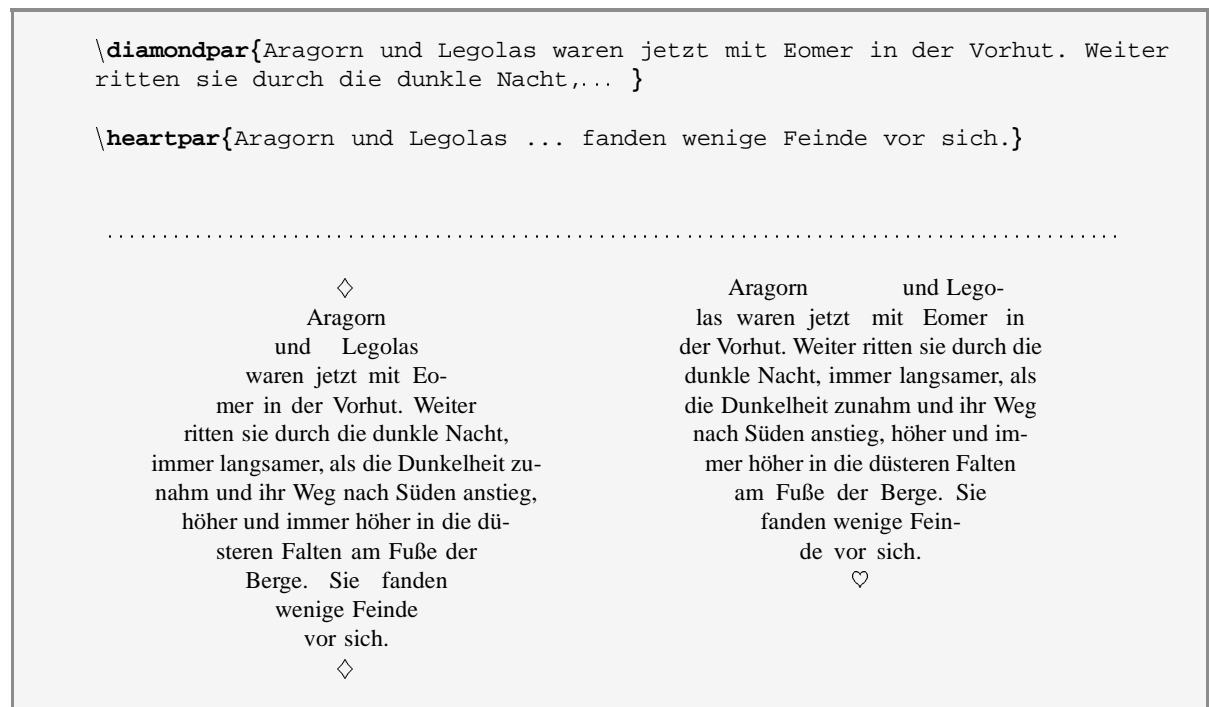 \diamondpar{Aragorn und Legolas waren jetzt mit Eomer in der Vorhut. Weiter
ritten sie durch die dunkle Nacht,... }
\heartpar{Aragorn und Legolas ... fanden wenige Feinde vor sich.}
♢
Aragorn
und Legolas
waren jetzt mit Eo-
mer in der Vorhut. Weiter
ritten sie durch die dunkle Nacht,
immer langsamer, als die Dunkelheit zu-
nahm und ihr Weg nach Süden anstieg,
höher und immer höher in die dü-
steren Falten am Fuße der
Berge. Sie fanden
wenige Feinde
vor sich.
♢
Aragorn und Lego-
las waren jetzt mit Eomer in
der Vorhut. Weiter ritten sie durch die
dunkle Nacht, immer langsamer, als
die Dunkelheit zunahm und ihr Weg
nach Süden anstieg, höher und im-
mer höher in die düsteren Falten
am Fuße der Berge. Sie
fanden wenige Fein-
de vor sich.
♡